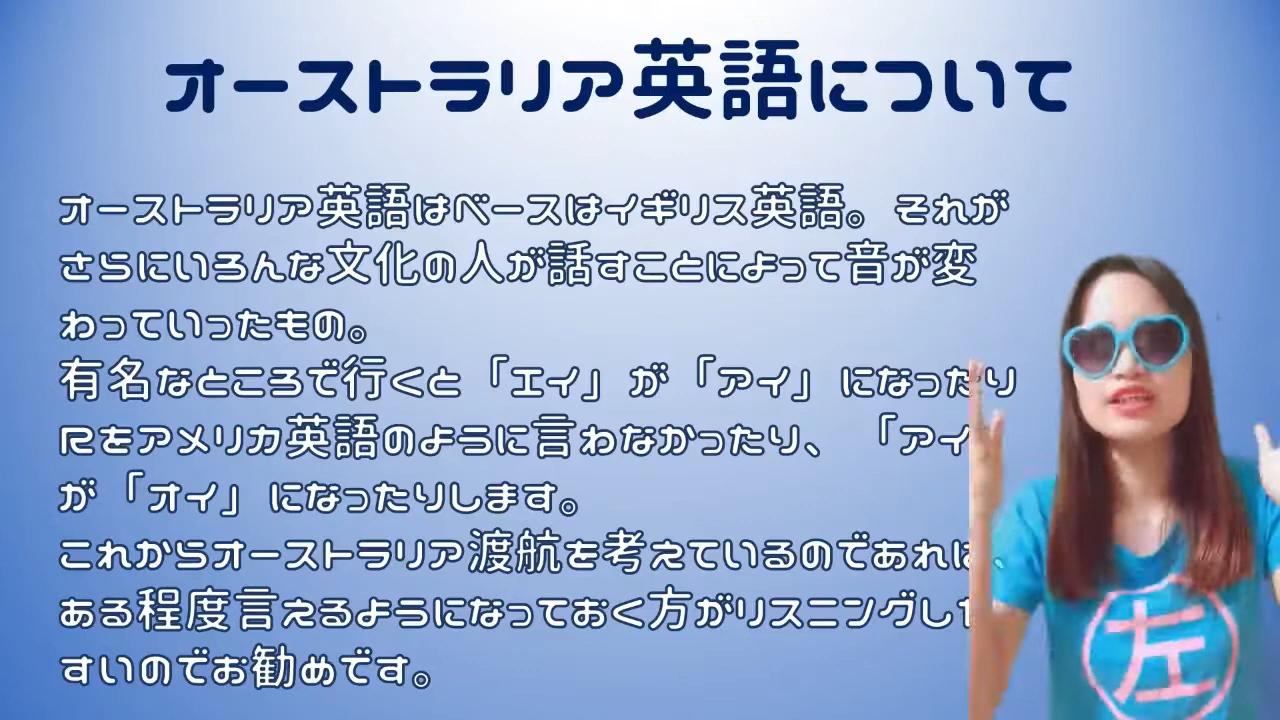 オーストラリア英語について
オーストラリア英語はベースはイギリス英語。それが
さらにいろんな文化の人が話すことによって音が変
わっていったもの。
有名なところで行くと「エイ」が「アイ」になったり
Rをアメリカ英語のように言わなかったり、「アイ
が「オイ」になったりします。
これからオーストラリア渡航を考えているのであれば、
ある程度言えるようになっておく方がリスニングしや
すいのでお勧めです。
左